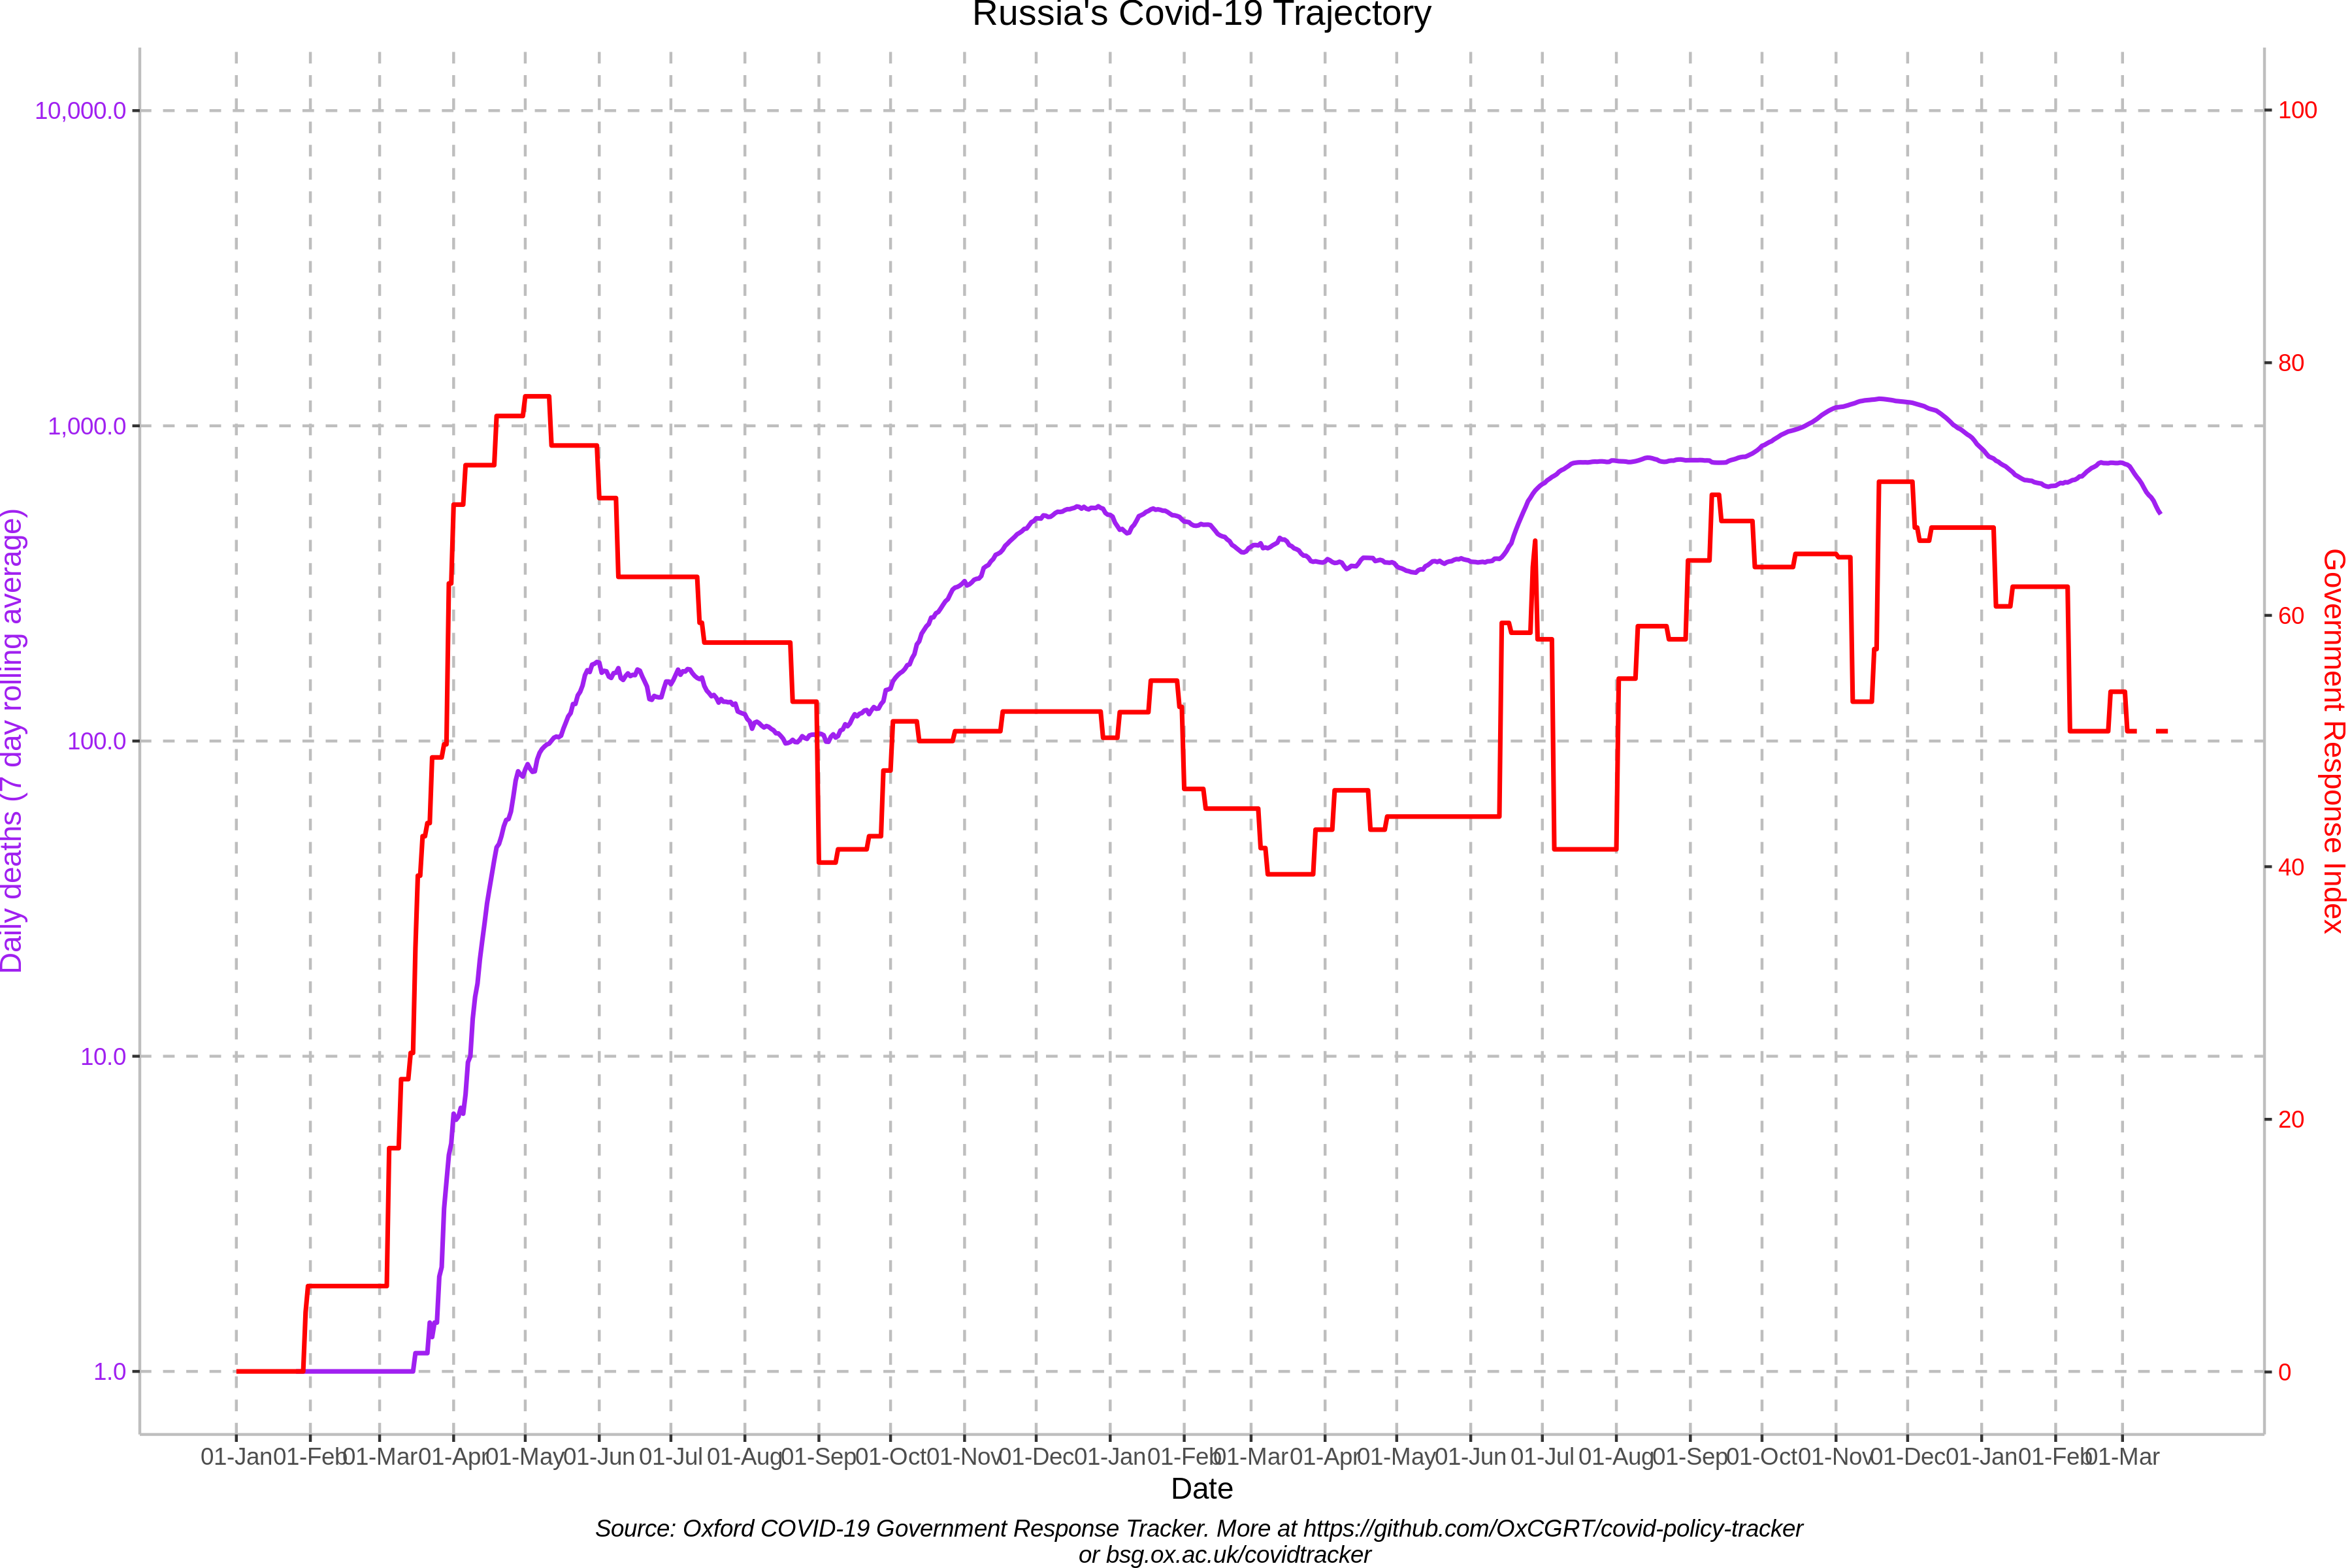 Russia's Covid-19 Trajectory
10,000.0
1,000.0
100.0
10.0
1.0
Daily deaths (7 day rolling average)
100
80
60
40
20
0
Government Response Index
01-Jan 01-Feb 01-Mar 01-Apr 01-May 01-Jun 01-Jul 01-Aug 01-Sep 01-Oct 01-Nov 01-Dec 01-Jan 01-Feb 01-Mar 01-Apr 01-May 01-Jun 01-Jul 01-Aug 01-Sep 01-Oct 01-Nov 01-Dec 01-Jan 01-Feb 01-Mar
Date
Source: Oxford COVID-19 Government Response Tracker. More at https://github.com/OxCGRT/covid-policy-tracker
or bsg.ox.ac.uk/covidtracker